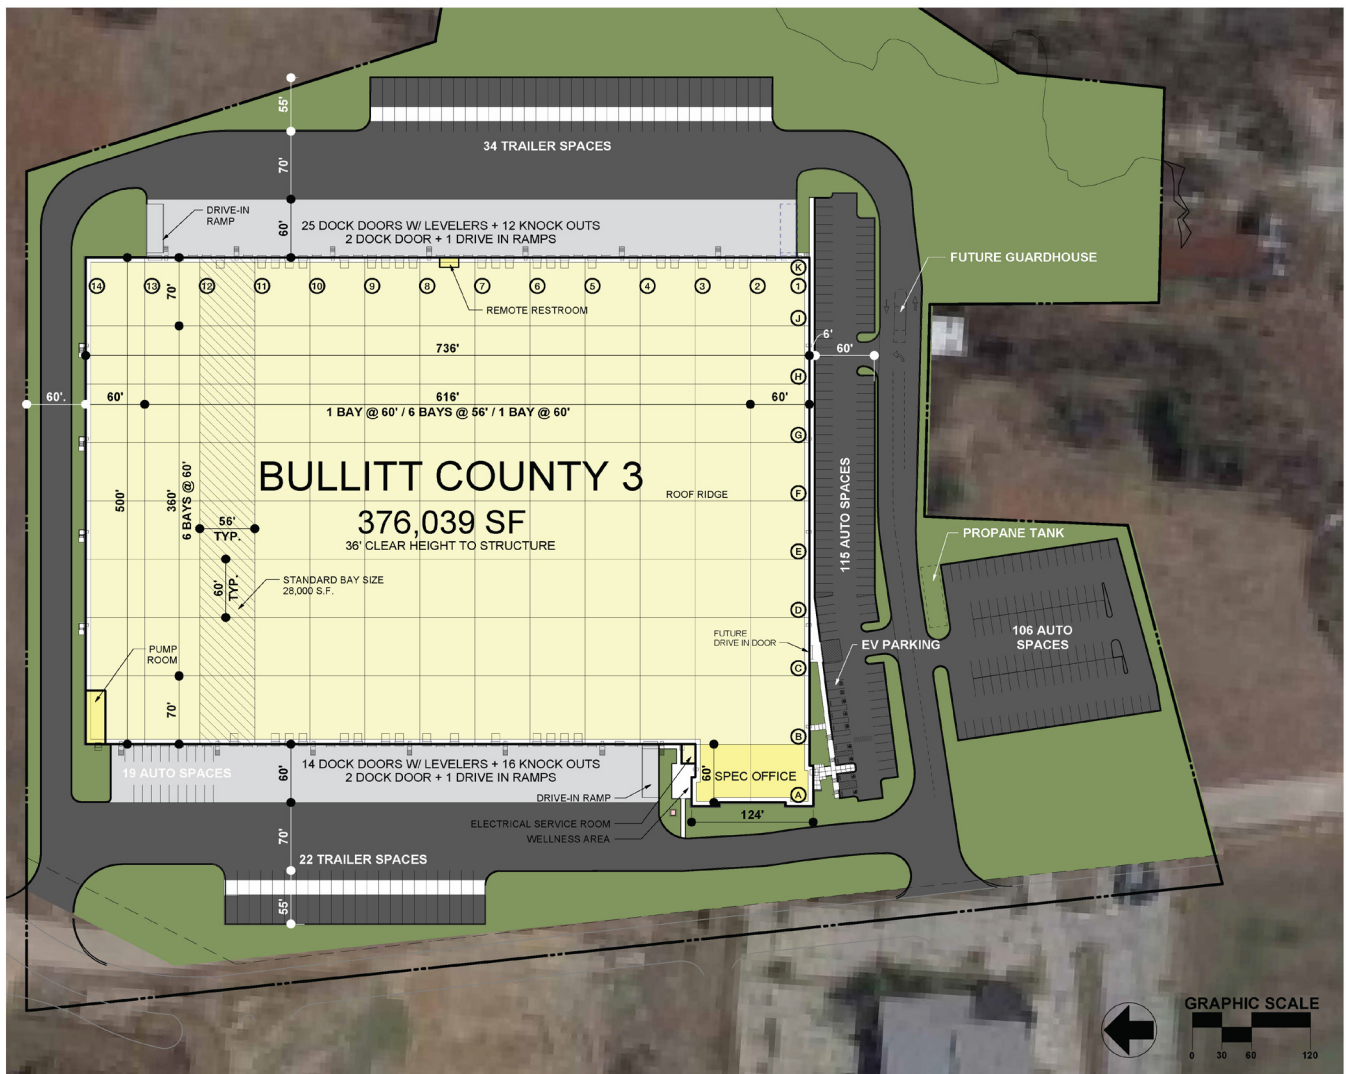 55'
34 TRAILER SPACES
70'
DRIVE-IN
RAMP
60'
25 DOCK DOORS W/ LEVELERS + 12 KNOCK OUTS
2 DOCK DOOR + 1 DRIVE IN RAMPS
K
FUTURE GUARDHOUSE
14
13
12
11
10
9
8
7
6
5
4
3
2
1
70'
REMOTE RESTROOM
J
6'
736'
60'
H
60'.
60'
616'
60'
1 BAY @ 60' / 6 BAYS @ 56' / 1 BAY @ 60'
G
BULLITT COUNTY 3
500'
360'
6 BAYS @ 60'
ROOF RIDGE
F
115 AUTO SPACES
376,039 SF
56'
TYP.
36' CLEAR HEIGHT TO STRUCTURE
PROPANE TANK
E
60'
TYP.
STANDARD BAY SIZE
28,000 S.F.
D
FUTURE
DRIVE IN DOOR
EV PARKING
106 AUTO
SPACES
PUMP
ROOM
C
70'
B
14 DOCK DOORS W/ LEVELERS + 16 KNOCK OUTS
2 DOCK DOOR + 1 DRIVE IN RAMPS
19 AUTO SPACES
60'
60'
SPEC OFFICE
A
DRIVE-IN RAMP
124'
ELECTRICAL SERVICE ROOM
WELLNESS AREA
70'
22 TRAILER SPACES
55'
GRAPHIC SCALE
0 30 60 120